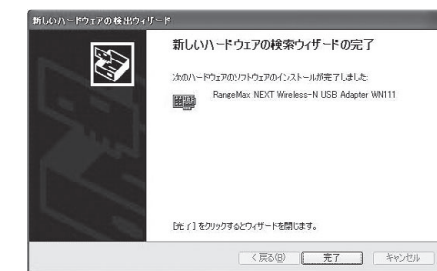 新しいハードウェアの検出ウィザード
新しいハードウェアの検索ウィザードの完了
次のハードウェアのソフトウェアのインストールが完了しました:
RangeMax NEXT Wireless-N USB Adapter WN111
[完了] をクリックするとウィザードを閉じます。
< 戻る(B)
完了
キャンセル